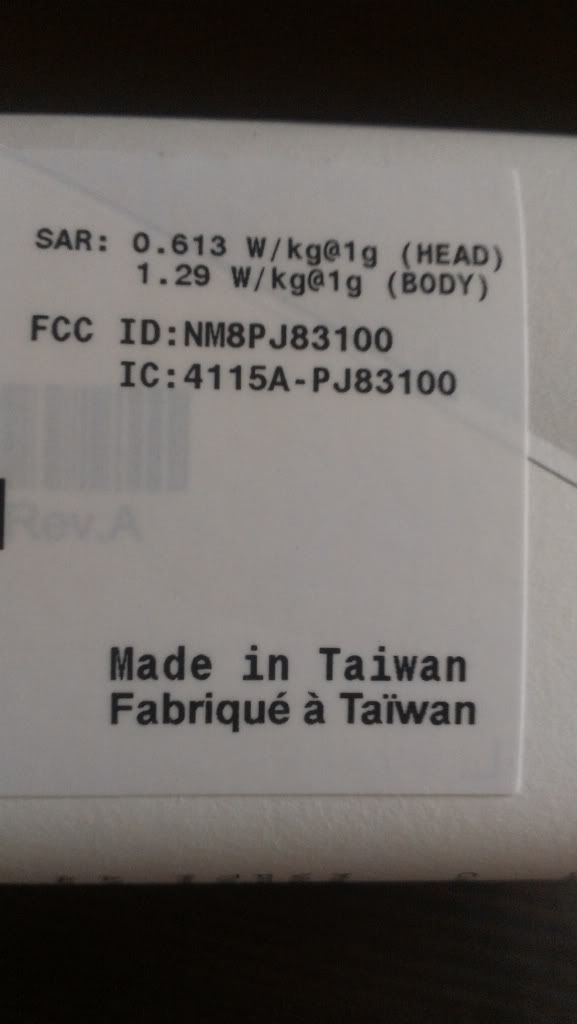 SAR: 0.613 W/kg@1g (HEAD)
1.29 W/kg@1g (BODY)
FCC ID:NM8PJ83100
IC:4115A-PJ83100
Rev.A
Made in Taiwan
Fabriqué à Taïwan